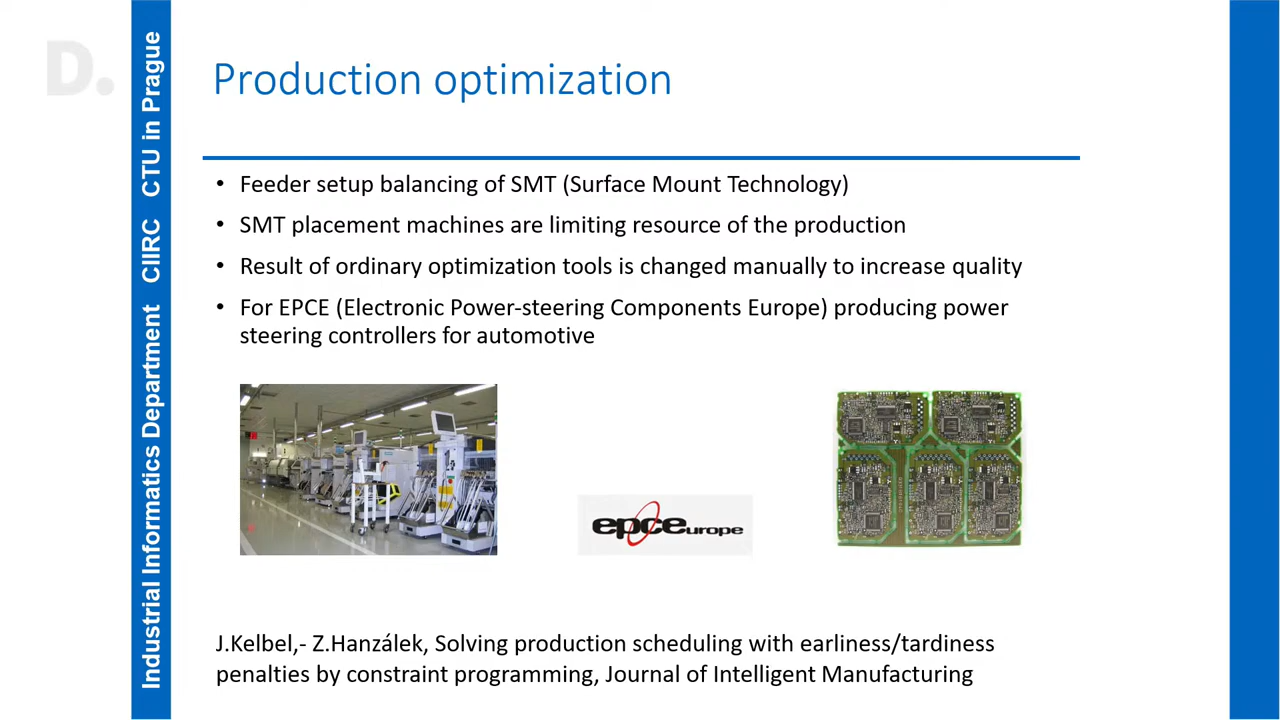 D.
Industrial Informatics Department CIIRC CTU in Prague
Production optimization
• Feeder setup balancing of SMT (Surface Mount Technology)
• SMT placement machines are limiting resource of the production
• Result of ordinary optimization tools is changed manually to increase quality
• For EPCE (Electronic Power-steering Components Europe) producing power
steering controllers for automotive
epceurope
J.Kelbel,- Z.Hanzálek, Solving production scheduling with earliness/tardiness
penalties by constraint programming, Journal of Intelligent Manufacturing